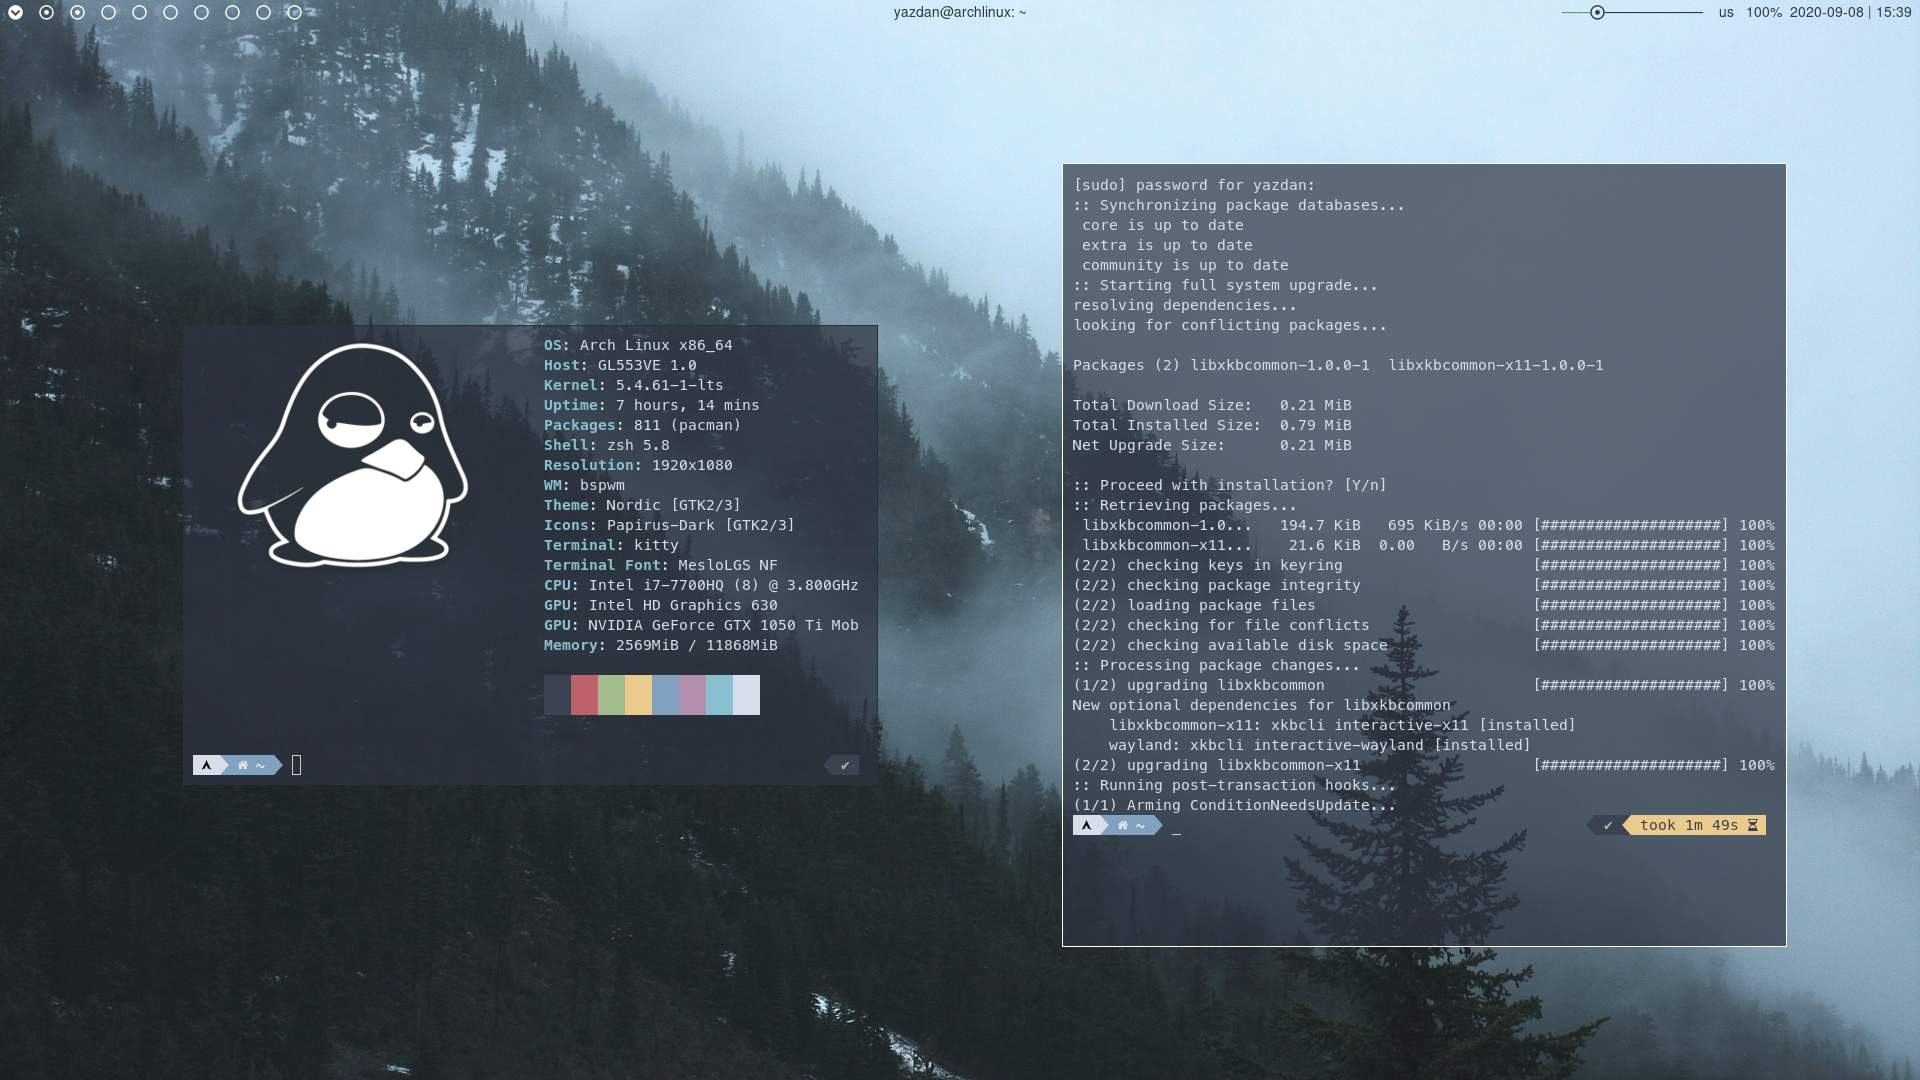 yazdan@archlinux: ~
us 100% 2020-09-08 | 15:39
OS: Arch Linux x86_64
Host: GL553VE 1.0
Kernel: 5.4.61-1-lts
Uptime: 7 hours, 14 mins
Packages: 811 (pacman)
Shell: zsh 5.8
Resolution: 1920x1080
WM: bspwm
Theme: Nordic [GTK2/3]
Icons: Papirus-Dark [GTK2/3]
Terminal: kitty
Terminal Font: MesloLGS NF
CPU: Intel i7-7700HQ (8) @ 3.800GHz
GPU: Intel HD Graphics 630
GPU: NVIDIA GeForce GTX 1050 Ti Mob
Memory: 2569MiB / 11868MiB
~ ✔
[sudo] password for yazdan:
:: Synchronizing package databases...
core is up to date
extra is up to date
community is up to date
:: Starting full system upgrade...
resolving dependencies...
looking for conflicting packages...
Packages (2) libxkbcommon-1.0.0-1  libxkbcommon-x11-1.0.0-1
Total Download Size:   0.21 MiB
Total Installed Size:  0.79 MiB
Net Upgrade Size:      0.21 MiB
:: Proceed with installation? [Y/n]
:: Retrieving packages...
libxkbcommon-1.0...   194.7 KiB   695 KiB/s 00:00 [####################] 100%
libxkbcommon-x11...    21.6 KiB  0.00   B/s 00:00 [####################] 100%
(2/2) checking keys in keyring [####################] 100%
(2/2) checking package integrity [####################] 100%
(2/2) loading package files [####################] 100%
(2/2) checking for file conflicts [####################] 100%
(2/2) checking available disk space [####################] 100%
:: Processing package changes...
(1/2) upgrading libxkbcommon [####################] 100%
New optional dependencies for libxkbcommon
libxkbcommon-x11: xkbcli interactive-x11 [installed]
wayland: xkbcli interactive-wayland [installed]
(2/2) upgrading libxkbcommon-x11 [####################] 100%
:: Running post-transaction hooks...
(1/1) Arming ConditionNeedsUpdate...
~ _ ✔ took 1m 49s